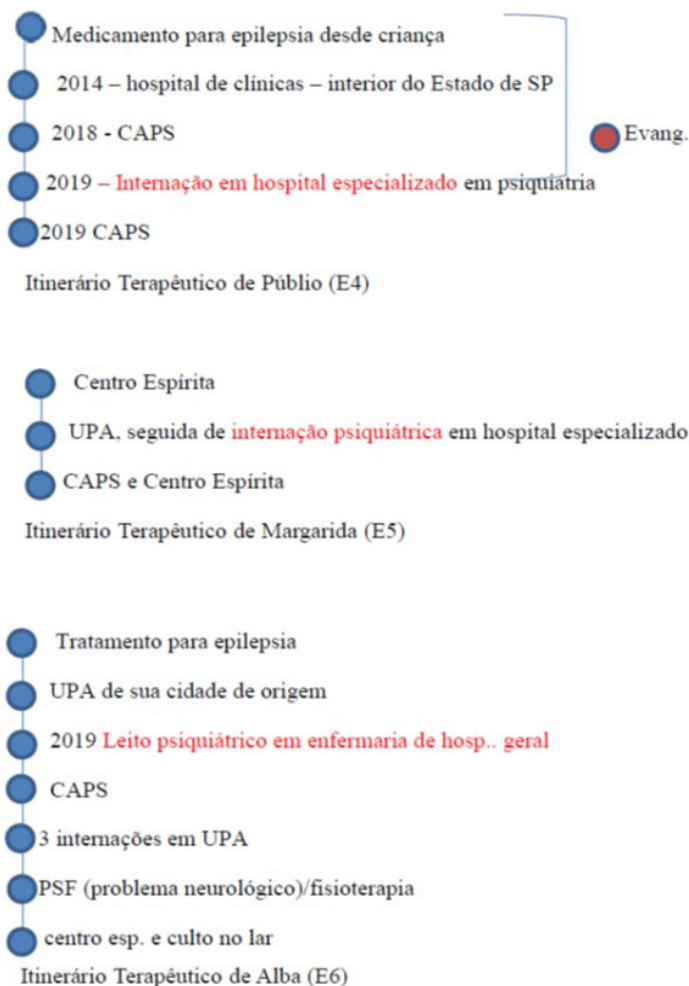 Medicamento para epilepsia desde criança
2014 – hospital de clínicas – interior do Estado de SP
2018 - CAPS
Evang.
2019 – Internação em hospital especializado em psiquiatria
2019 CAPS
Itinerário Terapêutico de Públio (E4)
Centro Espírita
UPA, seguida de internação psiquiátrica em hospital especializado
CAPS e Centro Espírita
Itinerário Terapêutico de Margarida (E5)
Tratamento para epilepsia
UPA de sua cidade de origem
2019 Leito psiquiátrico em enfermaria de hosp.. geral
CAPS
3 internações em UPA
PSF (problema neurológico)/fisioterapia
centro esp. e culto no lar
Itinerário Terapêutico de Alba (E6)